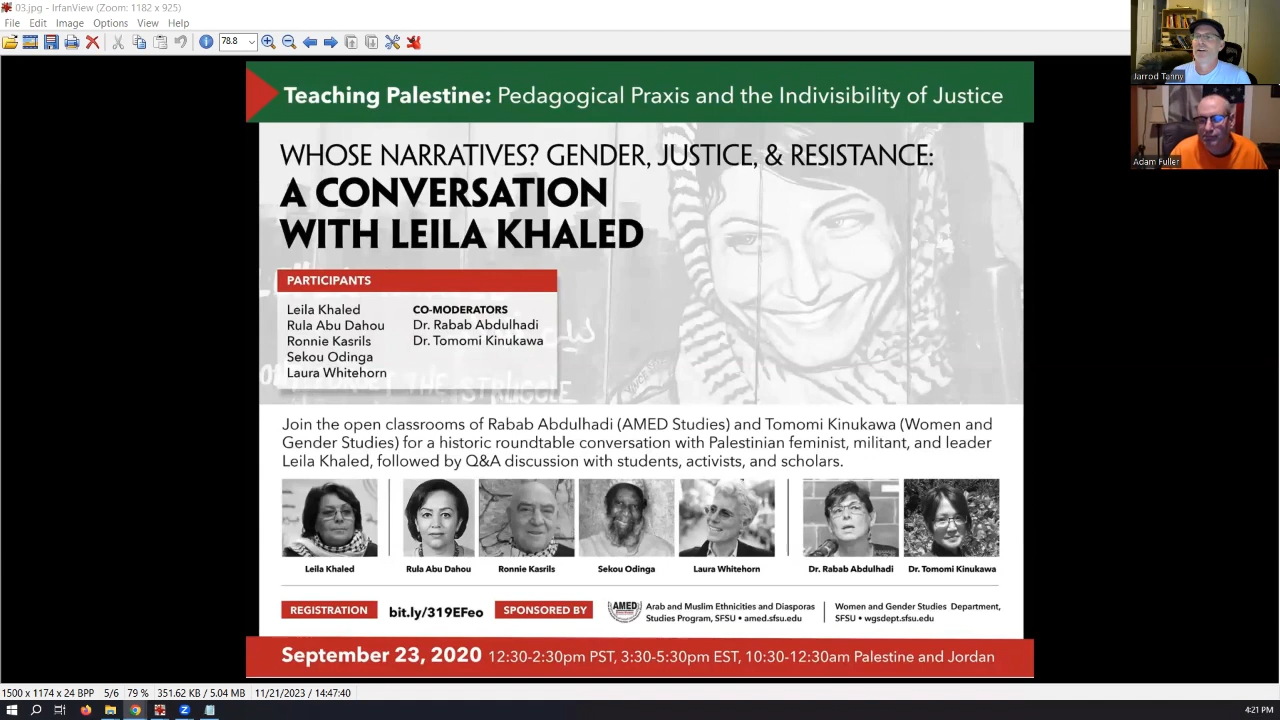 03.jpg - IrfanView (Zoom: 1182 x 925)
File Edit Image Options View Help
78.8
Jarrod Tanny
Adam Fuller
Teaching Palestine: Pedagogical Praxis and the Indivisibility of Justice
WHOSE NARRATIVES? GENDER, JUSTICE, & RESISTANCE:
A CONVERSATION
WITH LEILA KHALED
PARTICIPANTS
Leila Khaled
Rula Abu Dahou
Ronnie Kasrils
Sekou Odinga
Laura Whitehorn
CO-MODERATORS
Dr. Rabab Abdulhadi
Dr. Tomomi Kinukawa
THE STRUGGLE
Join the open classrooms of Rabab Abdulhadi (AMED Studies) and Tomomi Kinukawa (Women and
Gender Studies) for a historic roundtable conversation with Palestinian feminist, militant, and leader
Leila Khaled, followed by Q&A discussion with students, activists, and scholars.
Leila Khaled
Rula Abu Dahou
Ronnie Kasrils
Sekou Odinga
Laura Whitehorn
Dr. Rabab Abdulhadi
Dr. Tomomi Kinukawa
REGISTRATION bit.ly/319EFeo SPONSORED BY
AMED
Arab and Muslim Ethnicities and Diasporas
Studies Program, SFSU • amed.sfsu.edu
Women and Gender Studies Department,
SFSU • wgsdept.sfsu.edu
September 23, 2020 12:30-2:30pm PST, 3:30-5:30pm EST, 10:30-12:30am Palestine and Jordan
1500 x 1174 x 24 BPP 5/6 79 % 351.62 KB / 5.04 MB 11/21/2023 / 14:47:40
4:21 PM